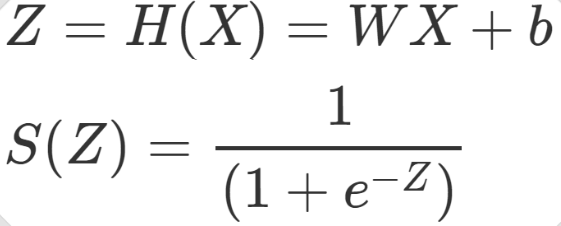 Z = H(X) = WX + b
S(Z) = 1 / (1 + e^{-Z})